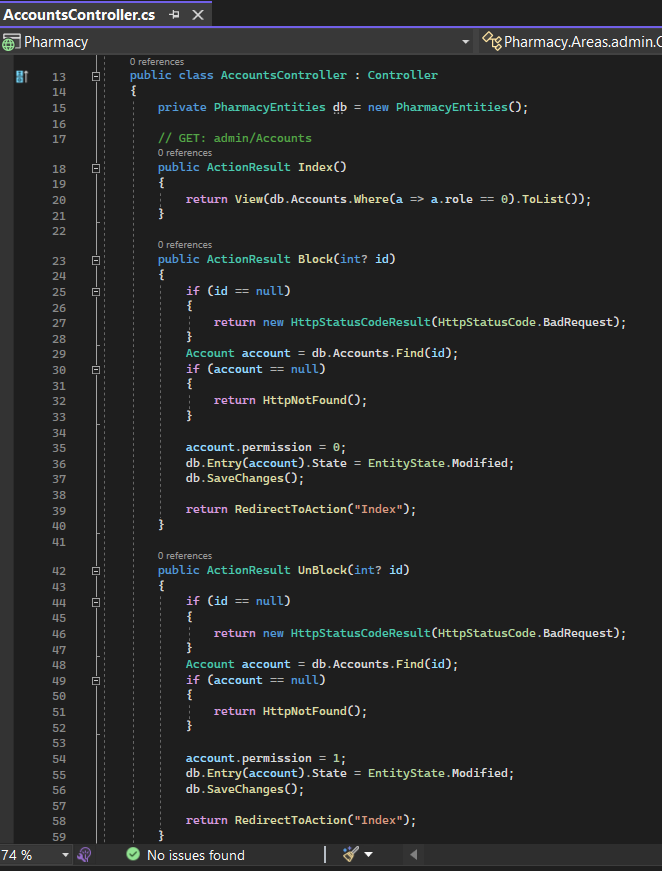 AccountsController.cs
Pharmacy Pharmacy.Areas.admin.C
0 references
13 public class AccountsController : Controller
14 {
15 private PharmacyEntities db = new PharmacyEntities();
16
17 // GET: admin/Accounts
0 references
18 public ActionResult Index()
19 {
20 return View(db.Accounts.Where(a => a.role == 0).ToList());
21 }
22
0 references
23 public ActionResult Block(int? id)
24 {
25 if (id == null)
26 {
27 return new HttpStatusCodeResult(HttpStatusCode.BadRequest);
28 }
29 Account account = db.Accounts.Find(id);
30 if (account == null)
31 {
32 return HttpNotFound();
33 }
34
35 account.permission = 0;
36 db.Entry(account).State = EntityState.Modified;
37 db.SaveChanges();
38
39 return RedirectToAction("Index");
40 }
41
0 references
42 public ActionResult UnBlock(int? id)
43 {
44 if (id == null)
45 {
46 return new HttpStatusCodeResult(HttpStatusCode.BadRequest);
47 }
48 Account account = db.Accounts.Find(id);
49 if (account == null)
50 {
51 return HttpNotFound();
52 }
53
54 account.permission = 1;
55 db.Entry(account).State = EntityState.Modified;
56 db.SaveChanges();
57
58 return RedirectToAction("Index");
59 }
74 % No issues found